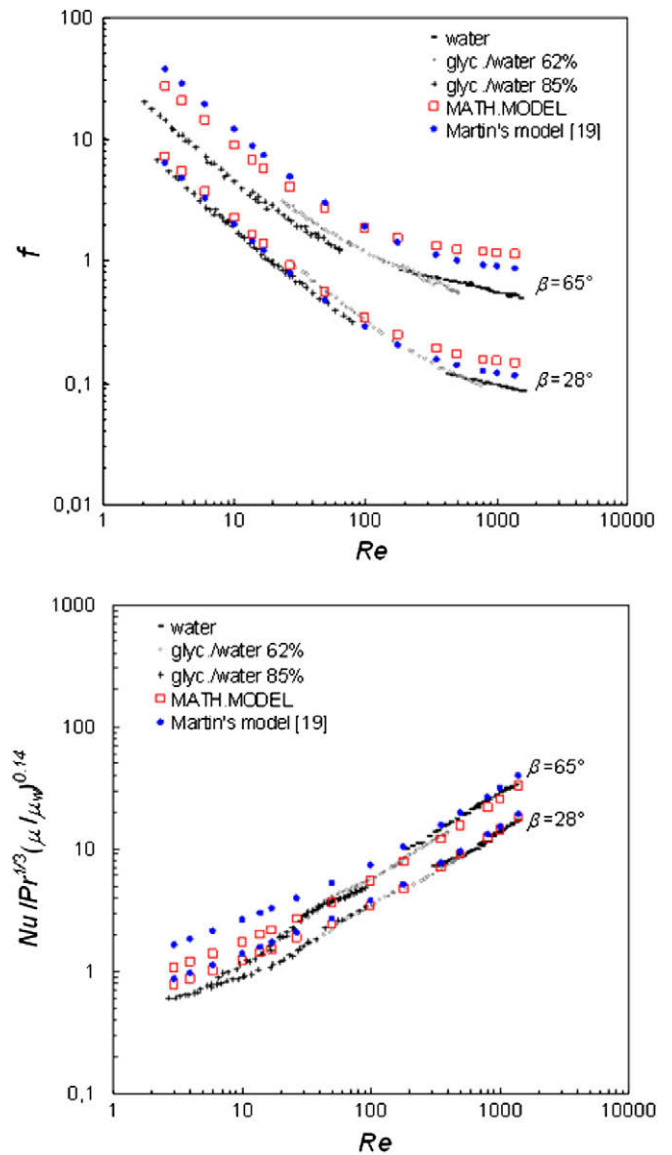 100
10
1
0,1
0,01
f
water
glyc./water 62%
glyc./water 85%
MATH.MODEL
Martin's model [19]
β=65°
β=28°
1 10 100 1000 10000
Re
1000
100
10
1
0,1
Nu /Pr^1/3(μ /μw)^0.14
water
glyc./water 62%
glyc./water 85%
MATH.MODEL
Martin's model [19]
β=65°
β=28°
1 10 100 1000 10000
Re